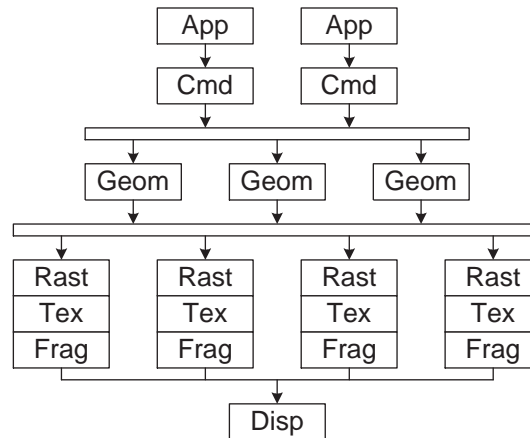 App App
Cmd Cmd
Geom Geom Geom
Rast Rast Rast Rast
Tex Tex Tex Tex
Frag Frag Frag Frag
Disp